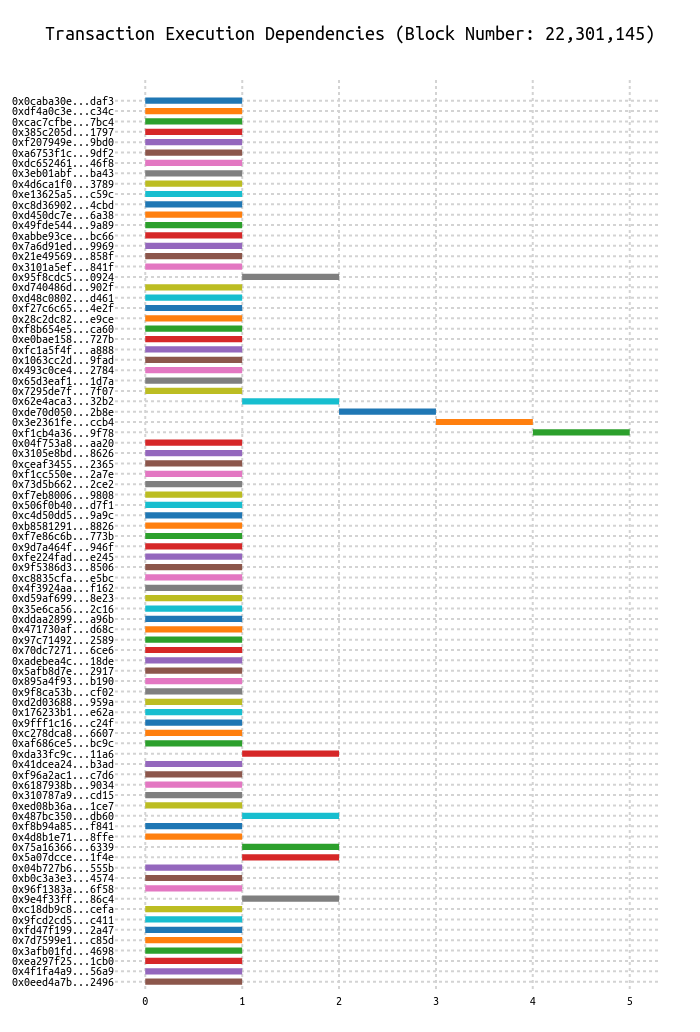 Transaction Execution Dependencies (Block Number: 22,301,145)
0x0caba30e...daf3
0xdf4a0c3e...c34c
0xcac7cfbe...7bc4
0x385c205d...1797
0xf207949e...9bd0
0xa6753f1c...9df2
0xdc652461...46f8
0x3eb01abf...ba43
0x4d6ca1f0...3789
0xe13625a5...c59c
0xc8d36902...4cbd
0xd450dc7e...6a38
0x49fde544...9a89
0xabbe93ce...bc66
0x7a6d91ed...9969
0x21e49569...858f
0x3101a5ef...841f
0x95f8cdc5...0924
0xd740486d...902f
0xd48c0802...d461
0xf27c6c65...4e2f
0x28c2dc82...e9ce
0xf8b654e5...ca60
0xe0bae158...727b
0xfc1a5f4f...a888
0x1063cc2d...9fad
0x493c0ce4...2784
0x65d3eaf1...1d7a
0x7295de7f...7f07
0x62e4aca3...32b2
0xde70d050...2b8e
0x3e2361fe...ccb4
0xf1cb4a36...9f78
0x04f753a8...aa20
0x3105e8bd...8626
0xceaf3455...2365
0xf1cc550e...2a7e
0x73d5b662...2ce2
0xf7eb8006...9808
0x506f0b40...d7f1
0xc4d50dd5...9a9c
0xb8581291...8826
0xf7e86c6b...773b
0x9d7a464f...946f
0xfe224fad...e245
0x9f5386d3...8506
0xc8835cfa...e5bc
0x4f3924aa...f162
0xd59af699...8e23
0x35e6ca56...2c16
0xddaa2899...a96b
0x471730af...d68c
0x97c71492...2589
0x70dc7271...6ce6
0xadebea4c...18de
0x5afb8d7e...2917
0x895a4f93...b190
0x9f8ca53b...cf02
0xd2d03688...959a
0x176233b1...e62a
0x9fff1c16...c24f
0xc278dca8...6607
0xaf686ce5...bc9c
0xda33fc9c...11a6
0x41dcea24...b3ad
0xf96a2ac1...c7d6
0x6187938b...9034
0x310787a9...cd15
0xed08b36a...1ce7
0x487bc350...db60
0xf8b94a85...f841
0x4d8b1e71...8ffe
0x75a16366...6339
0x5a07dcce...1f4e
0x04b727b6...555b
0xb0c3a3e3...4574
0x96f1383a...6f58
0x9e4f33ff...86c4
0xc18db9c8...cefa
0x9fcd2cd5...c411
0xfd47f199...2a47
0x7d7599e1...c85d
0x3afb01fd...4698
0xea297f25...1cb0
0x4f1fa4a9...56a9
0x0eed4a7b...2496
0 1 2 3 4 5